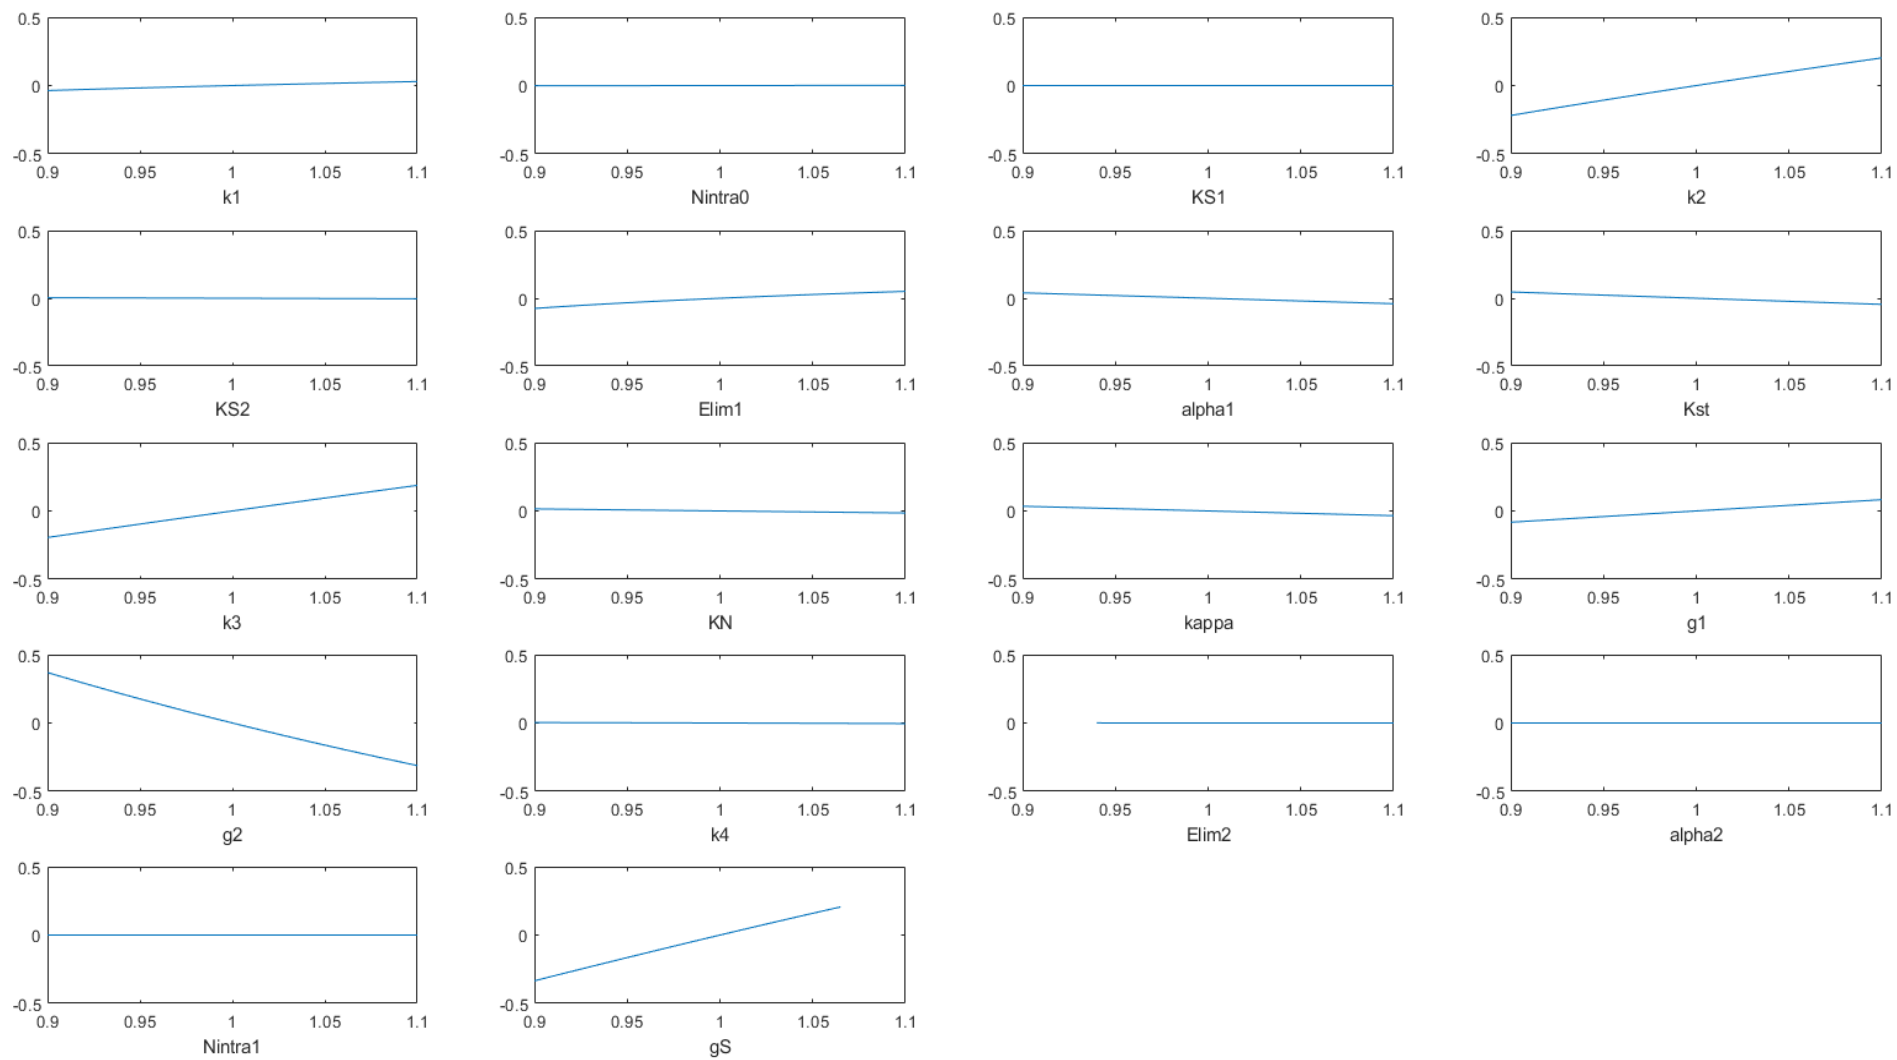 0.5 0.5 0.5 0.5
0 0 0 0
-0.5 -0.5 -0.5 -0.5
0.9 0.95 1 1.05 1.1 0.9 0.95 1 1.05 1.1 0.9 0.95 1 1.05 1.1 0.9 0.95 1 1.05 1.1
k1 Nintra0 KS1 k2
0.5 0.5 0.5 0.5
0 0 0 0
-0.5 -0.5 -0.5 -0.5
0.9 0.95 1 1.05 1.1 0.9 0.95 1 1.05 1.1 0.9 0.95 1 1.05 1.1 0.9 0.95 1 1.05 1.1
KS2 Elim1 alpha1 Kst
0.5 0.5 0.5 0.5
0 0 0 0
-0.5 -0.5 -0.5 -0.5
0.9 0.95 1 1.05 1.1 0.9 0.95 1 1.05 1.1 0.9 0.95 1 1.05 1.1 0.9 0.95 1 1.05 1.1
k3 KN kappa g1
0.5 0.5 0.5 0.5
0 0 0 0
-0.5 -0.5 -0.5 -0.5
0.9 0.95 1 1.05 1.1 0.9 0.95 1 1.05 1.1 0.9 0.95 1 1.05 1.1 0.9 0.95 1 1.05 1.1
g2 k4 Elim2 alpha2
0.5 0.5
0 0
-0.5 -0.5
0.9 0.95 1 1.05 1.1 0.9 0.95 1 1.05 1.1
Nintra1 gS